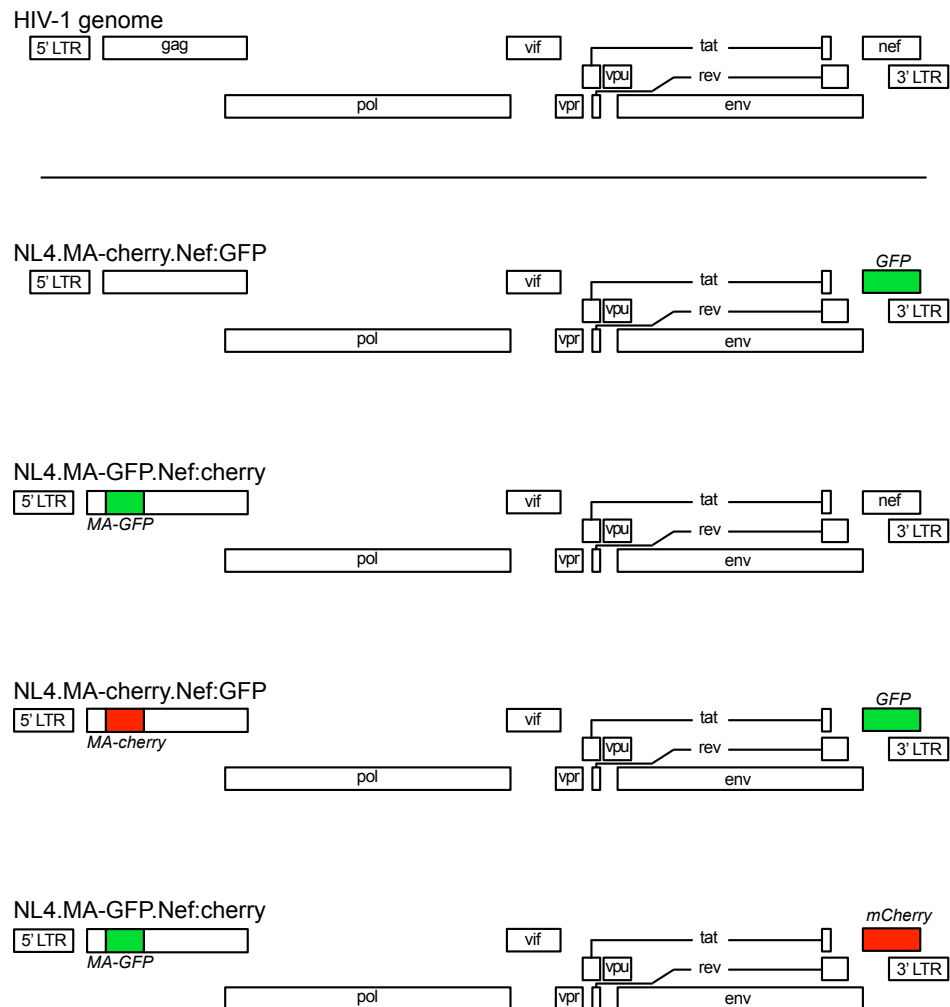 HIV-1 genome
5' LTR gag vif tat nef
vpu rev 3' LTR
pol vpr env
NL4.MA-cherry.Nef:GFP
GFP
5' LTR vif tat
vpu rev 3' LTR
pol vpr env
NL4.MA-GFP.Nef:cherry
5' LTR vif tat nef
MA-GFP vpu rev 3' LTR
pol vpr env
NL4.MA-cherry.Nef:GFP
GFP
5' LTR vif tat
MA-cherry vpu rev 3' LTR
pol vpr env
NL4.MA-GFP.Nef:cherry
mCherry
5' LTR vif tat
MA-GFP vpu rev 3' LTR
pol vpr env